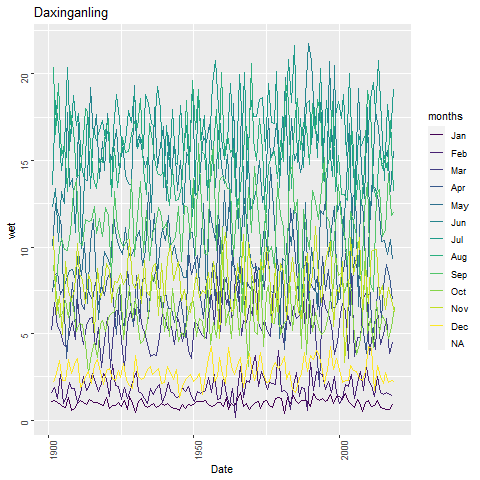 Daxinganling
20
15
10
5
0
wet
1900
1950
2000
Date
months
Jan
Feb
Mar
Apr
May
Jun
Jul
Aug
Sep
Oct
Nov
Dec
NA